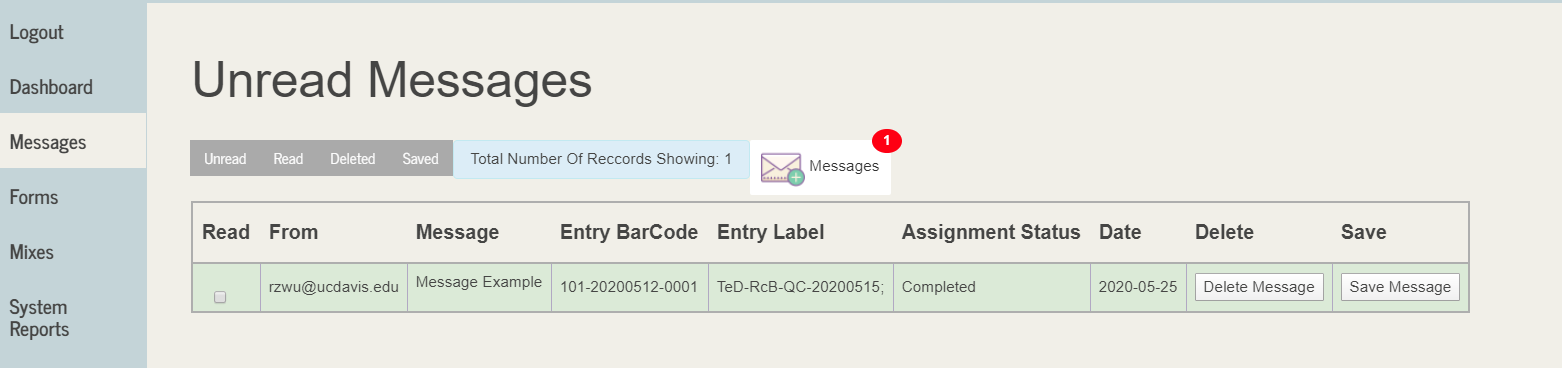 Logout
Dashboard
Messages
Forms
Mixes
System
Reports
Unread Messages
Unread Read Deleted Saved Total Number Of Reccords Showing: 1 Messages 1
Read From Message Entry BarCode Entry Label Assignment Status Date Delete Save
rzwu@ucdavis.edu Message Example 101-20200512-0001 TeD-RcB-QC-20200515; Completed 2020-05-25 Delete Message Save Message